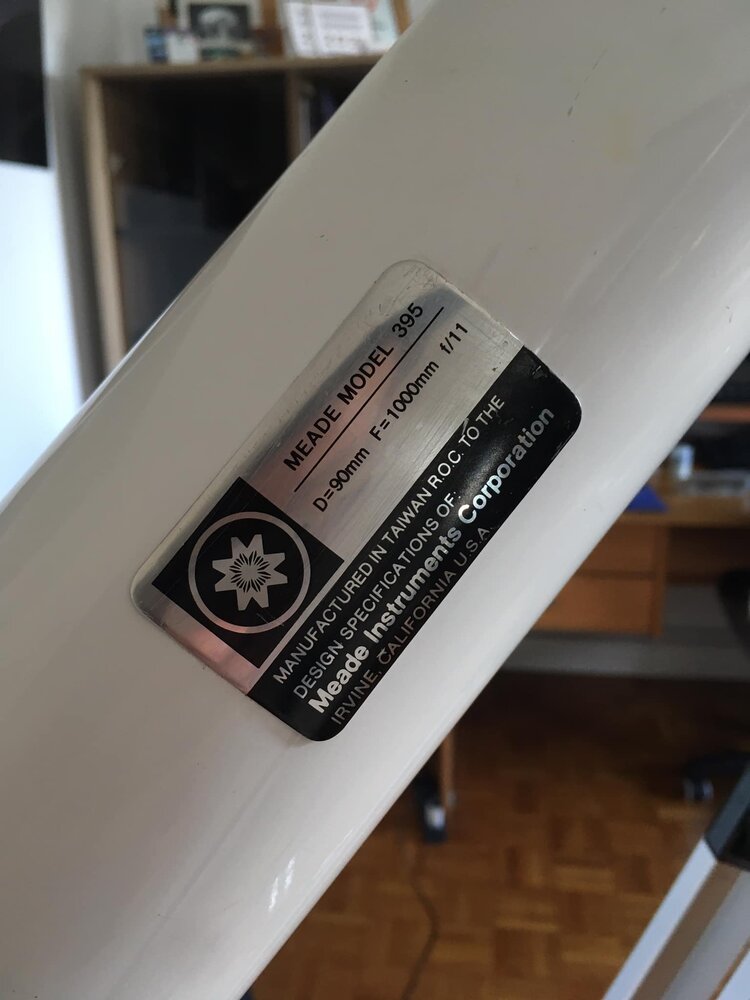 MEADE MODEL 395
D=90mm F=1000mm f/11
MANUFACTURED IN TAIWAN R.O.C. TO THE
DESIGN SPECIFICATIONS OF
Meade Instruments Corporation
IRVINE, CALIFORNIA U.S.A.